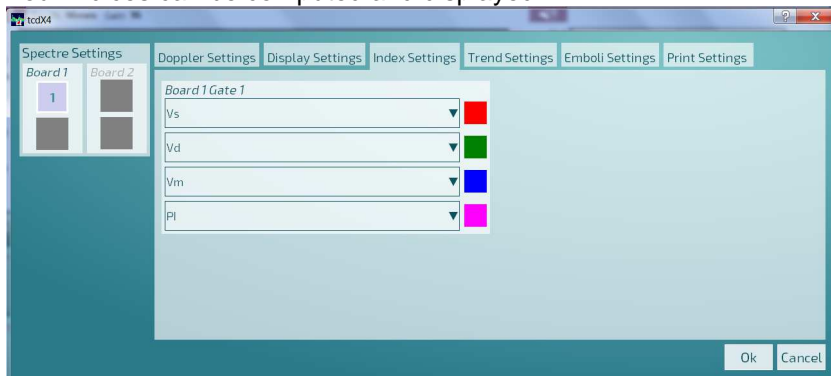 tcdX4
Spectre Settings
Board 1 Board 2
1
Doppler Settings Display Settings Index Settings Trend Settings Emboli Settings Print Settings
Board 1 Gate 1
Vs
Vd
Vm
PI
Ok Cancel